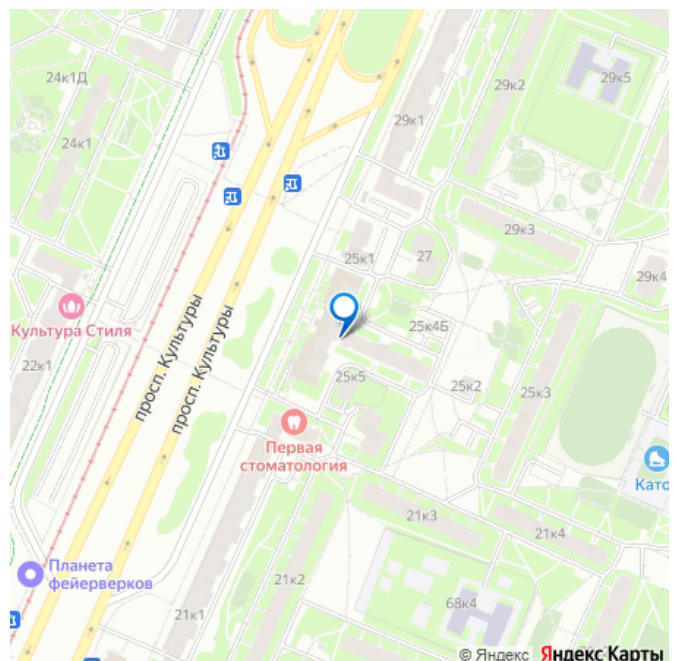 24к1Д
29к5
29к2
24к1
29к1
29к3
25к1
27
29к4
просп. Культуры
просп. Культуры
Культура Стиля
25к4Б
22к1
25к5
25к2
25к3
Первая
стоматология
Като
21к3
21к4
Планета
фейерверков
21к2
68к4
21к1
© Яндекс Яндекс Карты